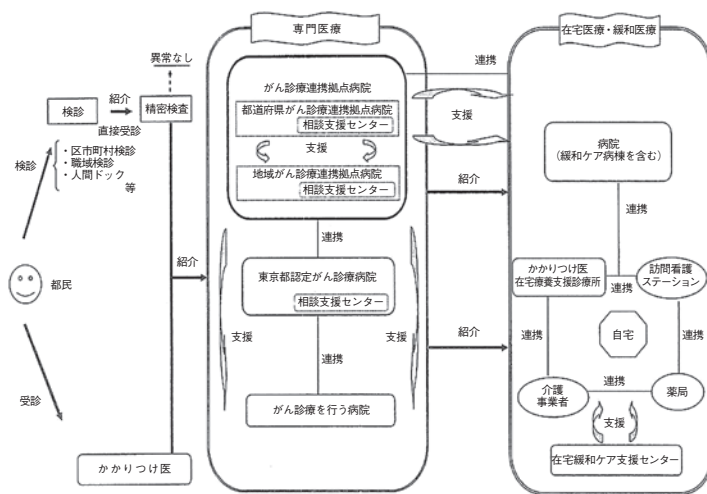 専門医療
在宅医療・緩和医療
異常なし
検診
紹介
精密検査
直接受診
検診
・区市町村検診
・職域検診
・人間ドック
等
都民
受診
かかりつけ医
紹介
がん診療連携拠点病院
都道府県がん診療連携拠点病院
相談支援センター
支援
地域がん診療連携拠点病院
相談支援センター
連携
東京都認定がん診療病院
相談支援センター
支援
連携
支援
がん診療を行う病院
連携
支援
紹介
紹介
病院
(緩和ケア病棟を含む)
連携
かかりつけ医
在宅療養支援診療所
連携
訪問看護
ステーション
連携
自宅
連携
介護
事業者
連携
薬局
支援
在宅緩和ケア支援センター